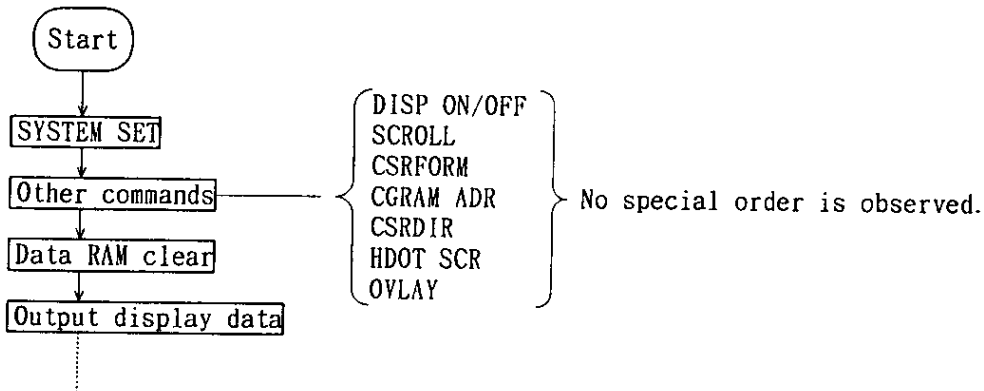 Start
SYSTEM SET
Other commands
Data RAM clear
Output display data
DISP ON/OFF
SCROLL
CSRFORM
CGRAM ADR
CSRDIR
HDOT SCR
OVLAY
No special order is observed.